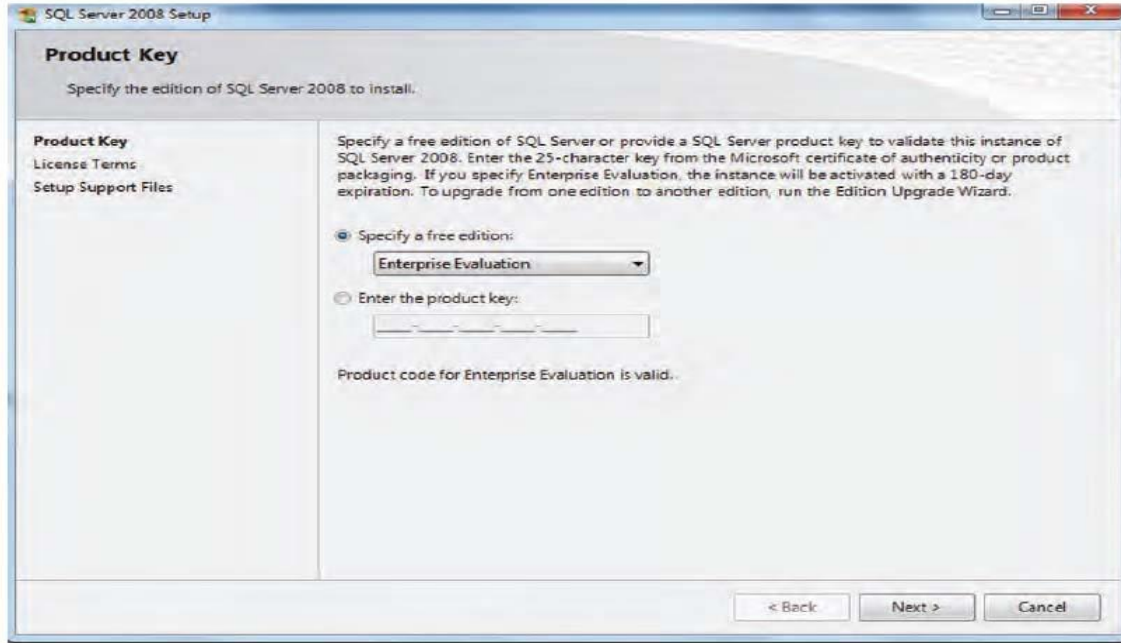 SQL Server 2008 Setup
Product Key
Specify the edition of SQL Server 2008 to install.
Product Key
License Terms
Setup Support Files
Specify a free edition of SQL Server or provide a SQL Server product key to validate this instance of
SQL Server 2008. Enter the 25-character key from the Microsoft certificate of authenticity or product
packaging. If you specify Enterprise Evaluation, the instance will be activated with a 180-day
expiration. To upgrade from one edition to another edition, run the Edition Upgrade Wizard.
Specify a free edition:
Enterprise Evaluation
Enter the product key:
____-____-____-____-____
Product code for Enterprise Evaluation is valid.
< Back Next > Cancel